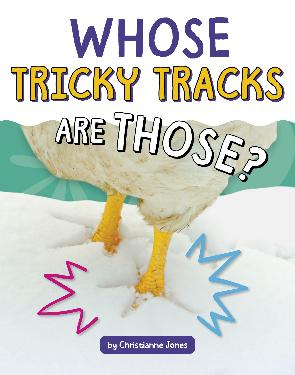 WHOSE
TRICKY TRACKS
ARE THOSE?
by Christianne Jones